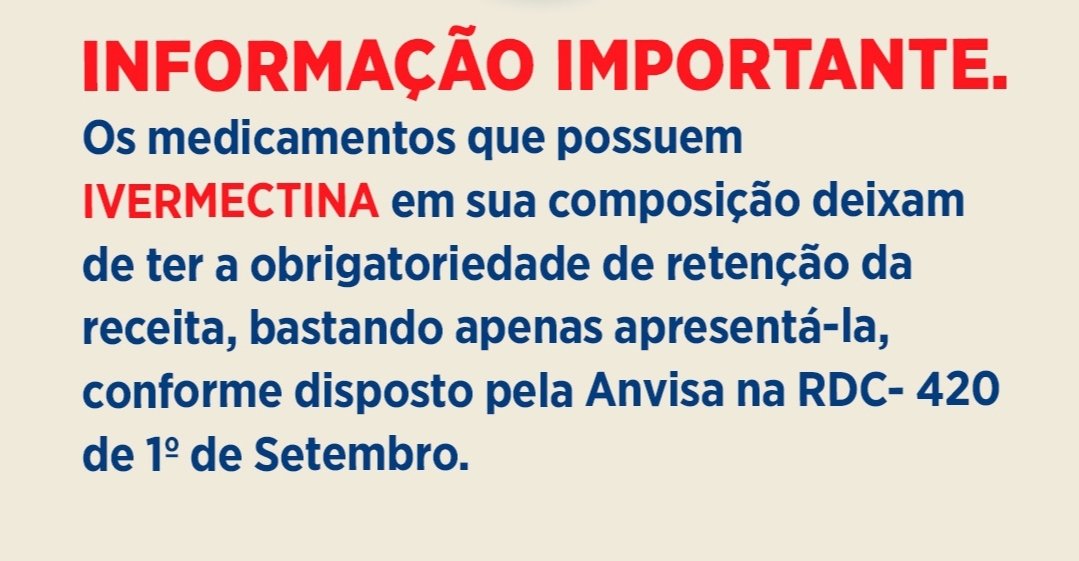 INFORMAÇÃO IMPORTANTE.
Os medicamentos que possuem
IVERMECTINA em sua composição deixam
de ter a obrigatoriedade de retenção da
receita, bastando apenas apresentá-la,
conforme disposto pela Anvisa na RDC- 420
de 1º de Setembro.